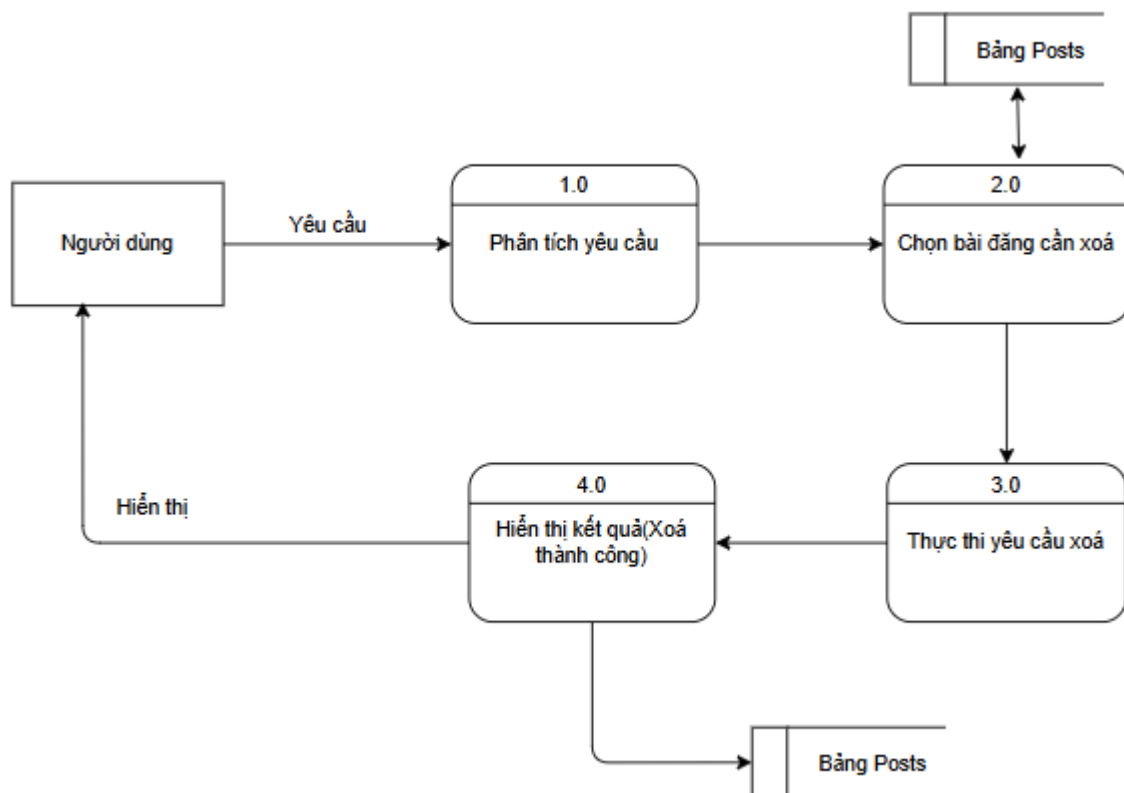 Bảng Posts
1.0
2.0
Người dùng
Yêu cầu
Phân tích yêu cầu
Chọn bài đăng cần xoá
4.0
3.0
Hiển thị
Hiển thị kết quả(Xoá
thành công)
Thực thi yêu cầu xoá
Bảng Posts